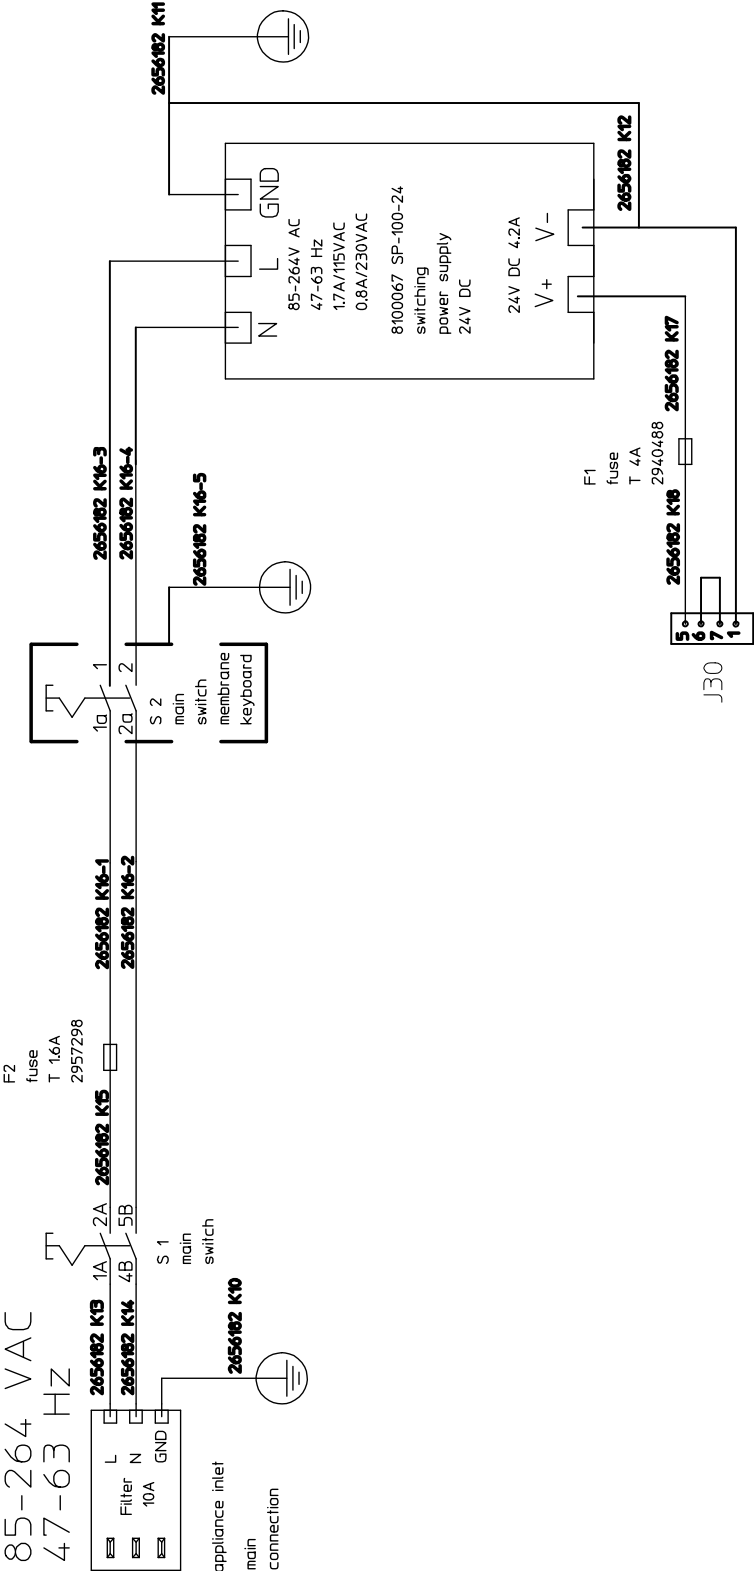 85-264 VAC
47-63 Hz
appliance inlet
main
connection
Filter
10A
L
N
GND
2656182 K13
2656182 K14
2656182 K10
1A
2A
4B
5B
S 1
main
switch
2656182 K15
F2
fuse
T 1.6A
2957298
2656182 K16-1
2656182 K16-2
1a
1
2a
2
S 2
main
switch
membrane
keyboard
2656182 K16-3
2656182 K16-4
2656182 K16-5
2656182 K11
N
L
GND
85-264V AC
47-63 Hz
1.7A/115VAC
0.8A/230VAC
8100067 SP-100-24
switching
power supply
24V DC
24V DC 4.2A
V+
V-
2656182 K12
2656182 K17
F1
fuse
T 4A
2940488
2656182 K18
5
6
7
1
J30